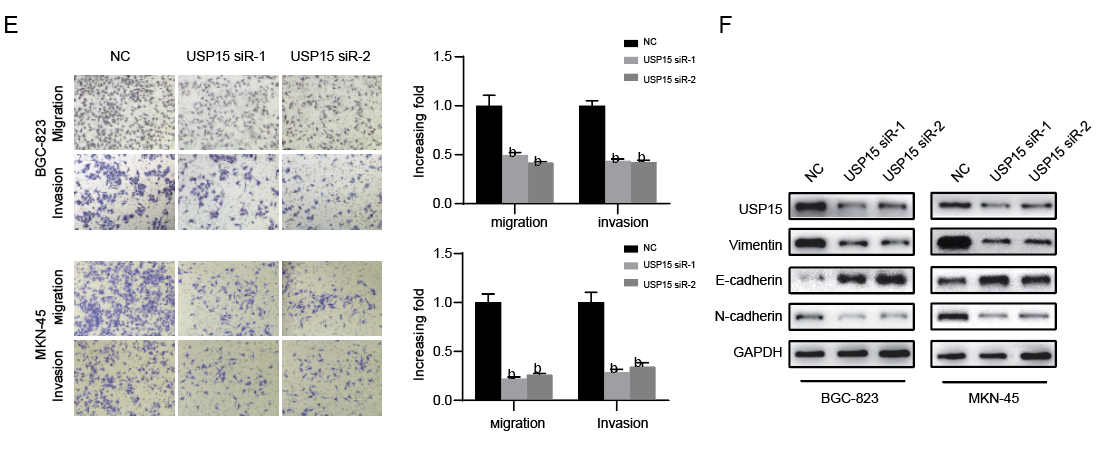 E
NC
USP15 siR-1
USP15 siR-2
BGC-823
Migration
Invasion
MKN-45
Migration
Invasion
NC
USP15 siR-1
USP15 siR-2
Increasing fold
1.5
1.0
0.5
0.0
b
b
b
b
migration
invasion
NC
USP15 siR-1
USP15 siR-2
Increasing fold
1.5
1.0
0.5
0.0
b
b
b
b
Migration
Invasion
F
NC
USP15 siR-1
USP15 siR-2
NC
USP15 siR-1
USP15 siR-2
USP15
Vimentin
E-cadherin
N-cadherin
GAPDH
BGC-823
MKN-45